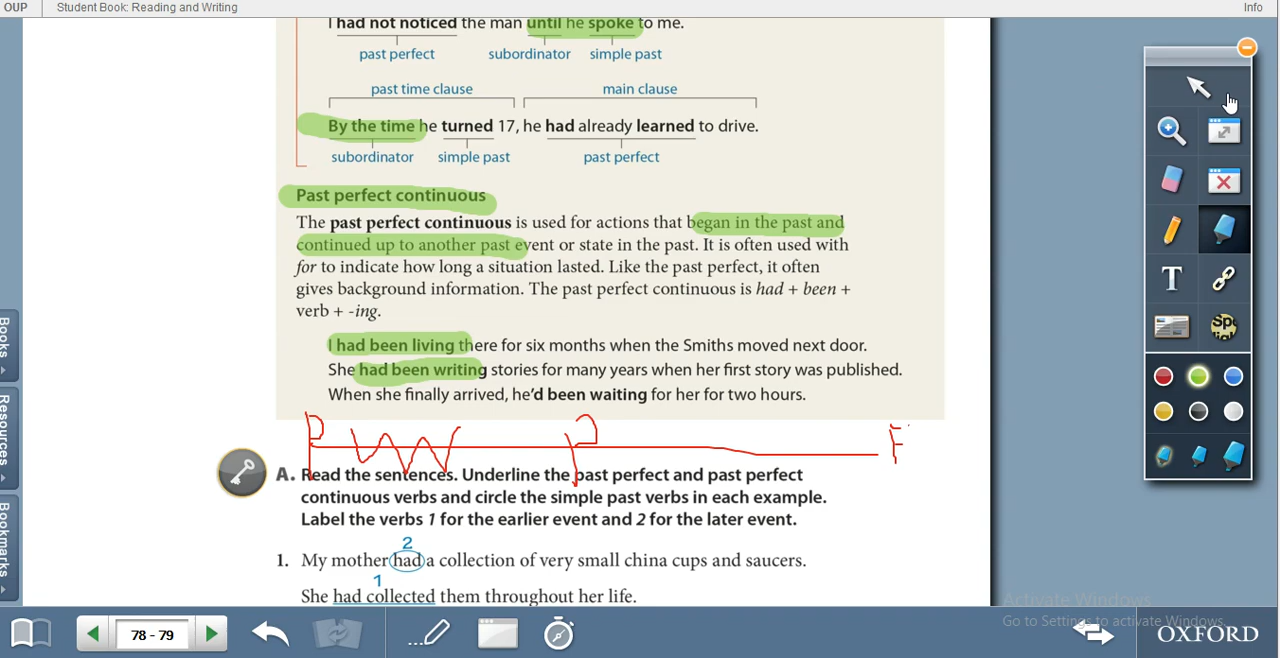 OUP
Student Book: Reading and Writing
Info
I had not noticed the man until he spoke to me.
past perfect
subordinator
simple past
past time clause
main clause
By the time he turned 17, he had already learned to drive.
subordinator
simple past
past perfect
Past perfect continuous
The past perfect continuous is used for actions that began in the past and
continued up to another past event or state in the past. It is often used with
for to indicate how long a situation lasted. Like the past perfect, it often
gives background information. The past perfect continuous is had + been +
verb + -ing.
I had been living there for six months when the Smiths moved next door.
She had been writing stories for many years when her first story was published.
When she finally arrived, he'd been waiting for her for two hours.
P
P
F
A. Read the sentences. Underline the past perfect and past perfect
continuous verbs and circle the simple past verbs in each example.
Label the verbs 1 for the earlier event and 2 for the later event.
2
1. My mother had a collection of very small china cups and saucers.
1
She had collected them throughout her life.
Books
Resources
Bookmarks
T
Activate Windows
Go to Settings to activate Windows.
78 - 79
OXFORD